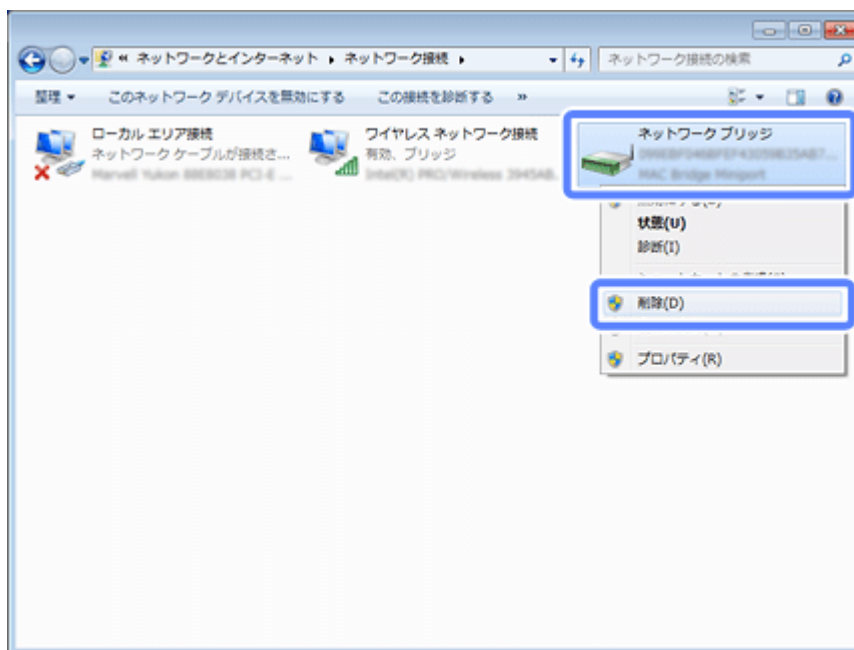 « ネットワークとインターネット ▸ ネットワーク接続 ▸
ネットワーク接続の検索
整理 ▾ このネットワーク デバイスを無効にする この接続を診断する »
ローカル エリア接続
ネットワーク ケーブルが接続さ...
ワイヤレス ネットワーク接続
有効、ブリッジ
ネットワーク ブリッジ
MAC Bridge Miniport
状態(U)
診断(I)
削除(D)
プロパティ(R)